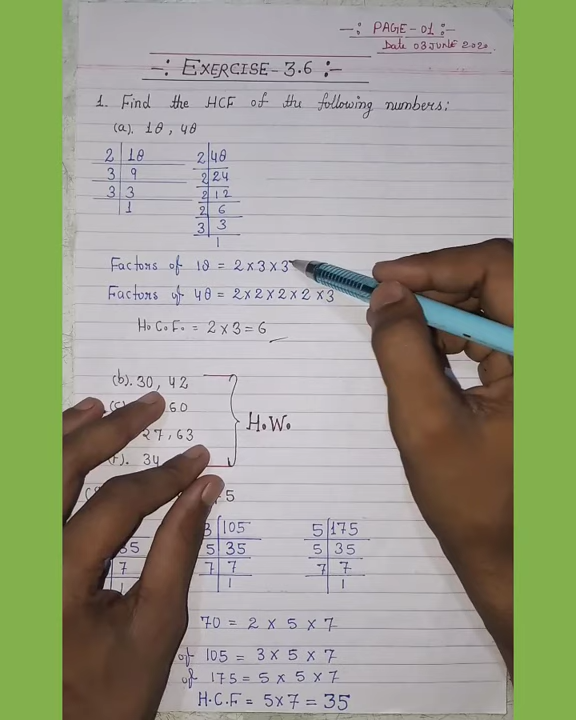 -: PAGE-01:-
Date 03 JUNE 2020
-: EXERCISE-3.6 :-
1. Find the HCF of the following numbers:
(a). 18, 48
2 18
3 9
3 3
1
2 48
2 24
2 12
2 6
3 3
1
Factors of 18 = 2×3×3
Factors of 48 = 2×2×2×2×3
H.C.F. = 2×3=6
(b). 30, 42
60
27, 63
34
H.W.
5
35
7
1
3 105
5 35
7 7
1
5 175
5 35
7 7
1
70 = 2 × 5 × 7
of 105 = 3 × 5 × 7
of 175 = 5 × 5 × 7
H.C.F = 5×7 = 35